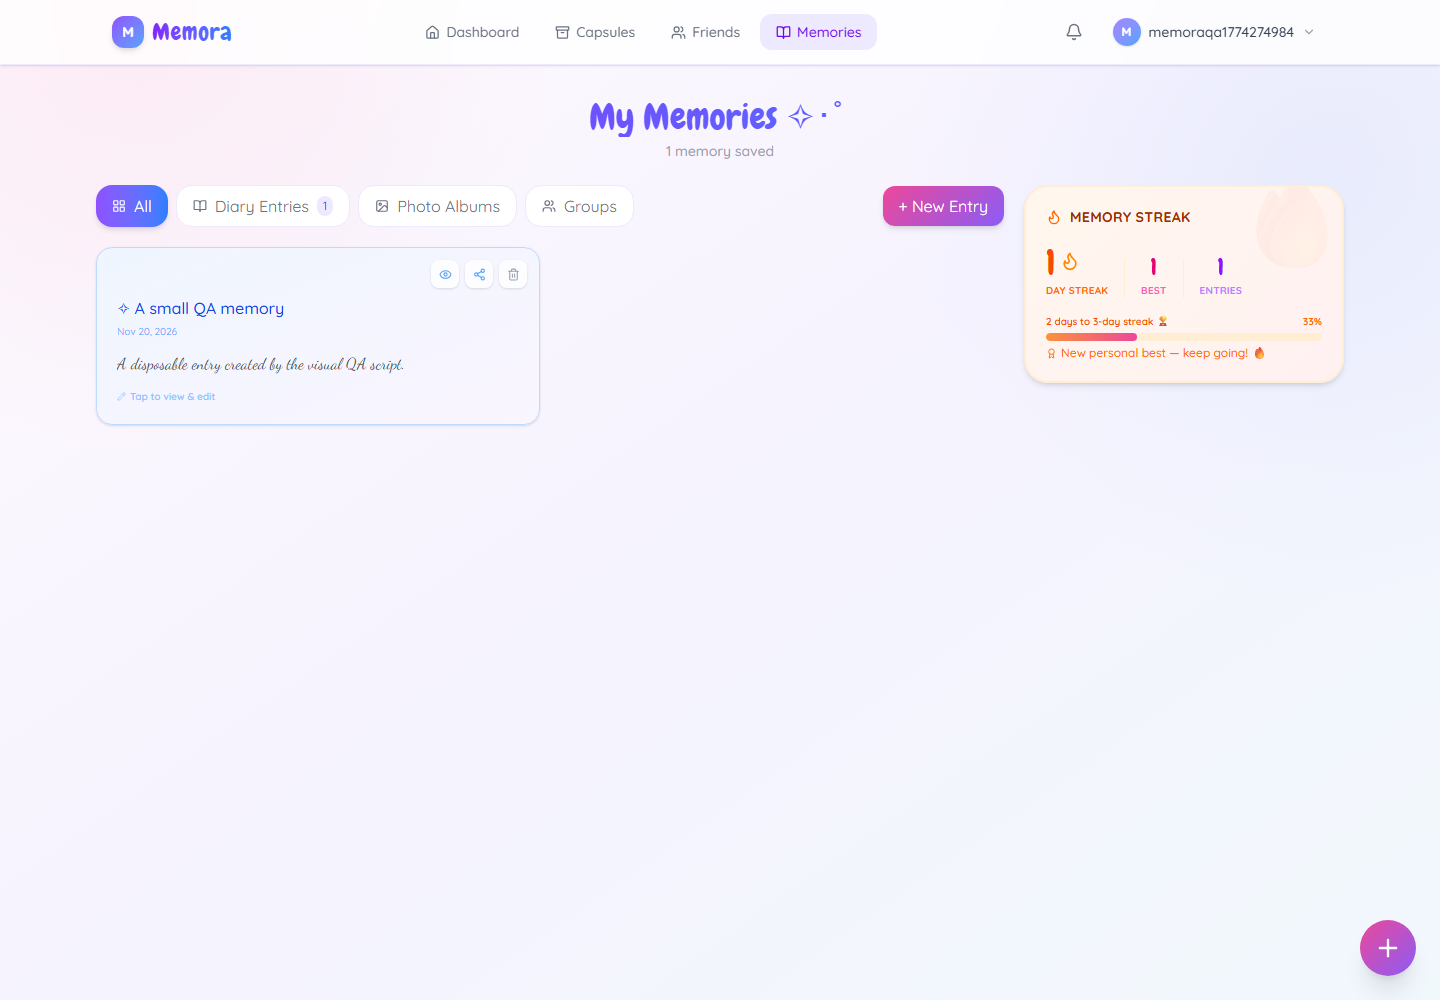 M Memora
Dashboard
Capsules
Friends
Memories
M memoraqa1774274984
My Memories ✧･ﾟ
1 memory saved
All
Diary Entries 1
Photo Albums
Groups
+ New Entry
✧ A small QA memory
Nov 20, 2026
A disposable entry created by the visual QA script.
Tap to view & edit
MEMORY STREAK
1
DAY STREAK
1
BEST
1
ENTRIES
2 days to 3-day streak 🏆 33%
New personal best — keep going! 🔥